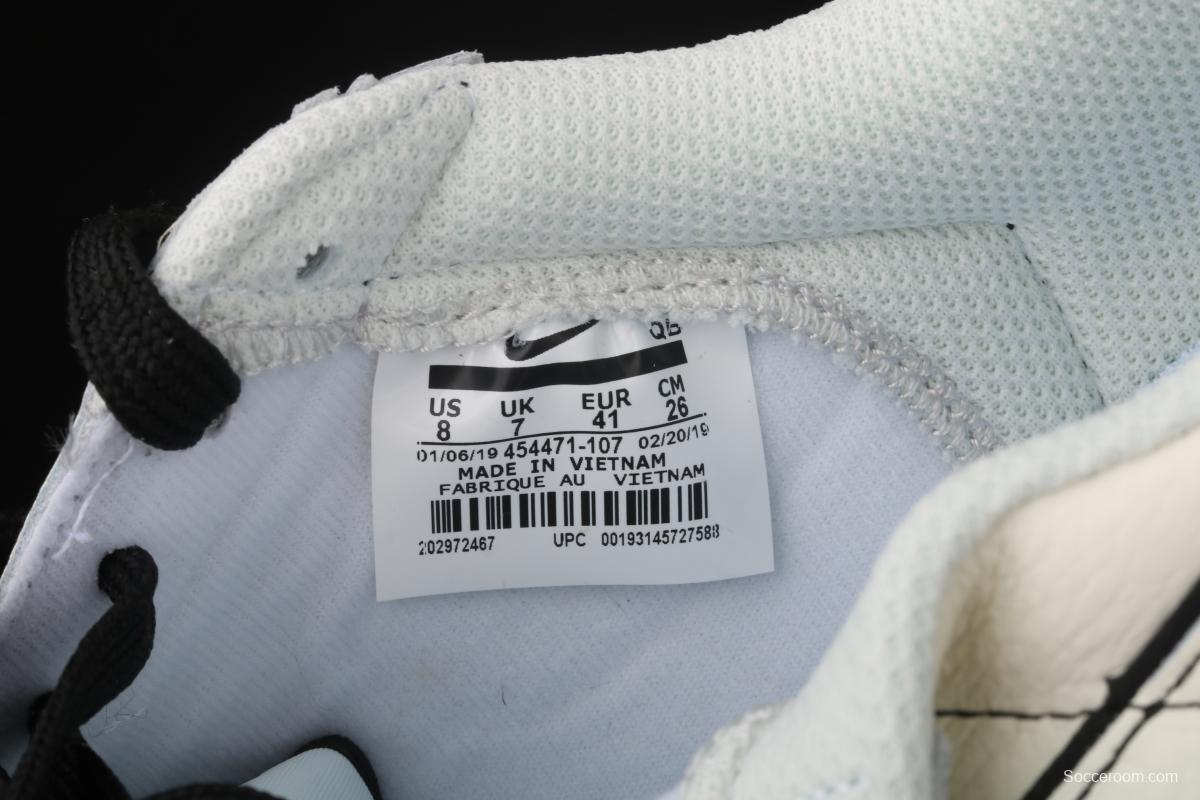 QB
US UK EUR CM
8 7 41 26
01/06/19 454471-107 02/20/19
MADE IN VIETNAM
FABRIQUE AU VIETNAM
202972467 UPC 00193145727588
Socceroom.com